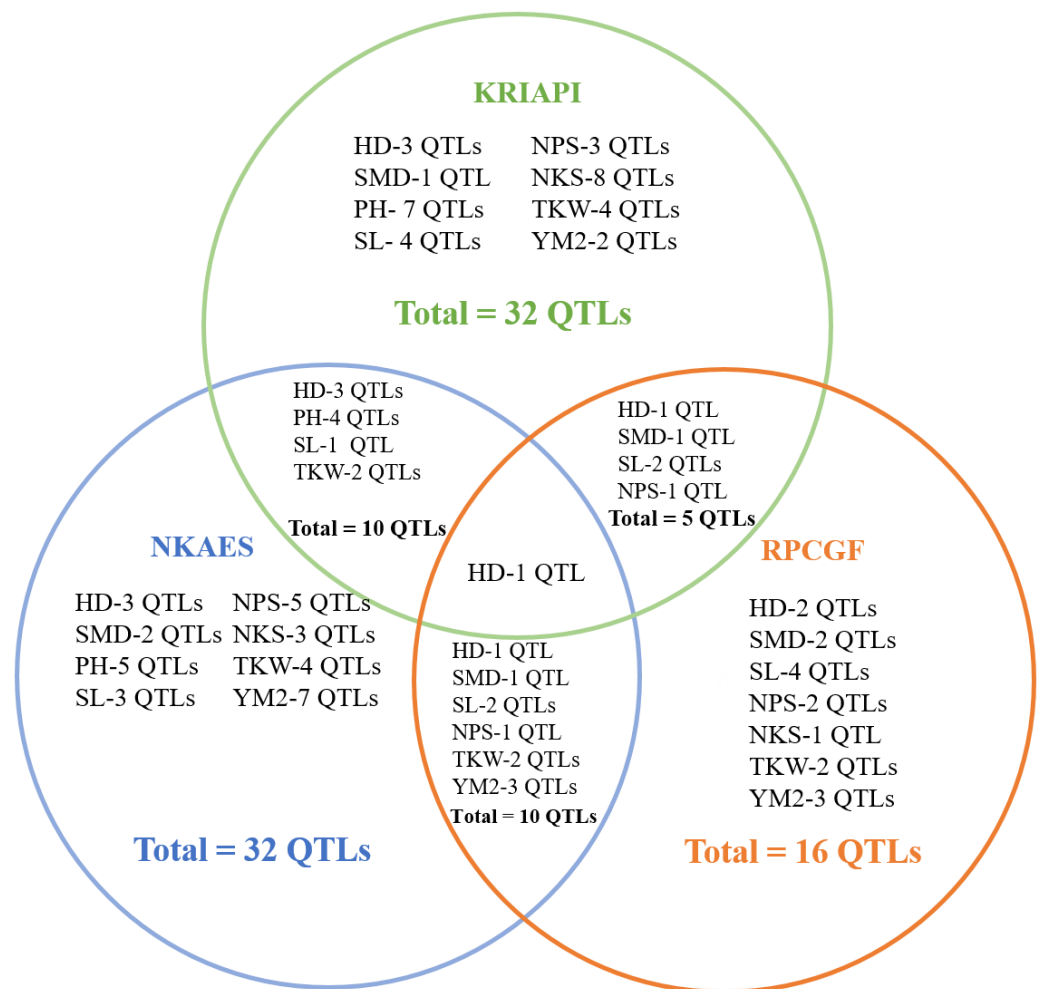 KRIAPI
HD-3 QTLs NPS-3 QTLs
SMD-1 QTL NKS-8 QTLs
PH- 7 QTLs TKW-4 QTLs
SL- 4 QTLs YM2-2 QTLs
Total = 32 QTLs
HD-3 QTLs
PH-4 QTLs
SL-1 QTL
TKW-2 QTLs
Total = 10 QTLs
HD-1 QTL
SMD-1 QTL
SL-2 QTLs
NPS-1 QTL
Total = 5 QTLs
HD-1 QTL
NKAES
HD-3 QTLs NPS-5 QTLs
SMD-2 QTLs NKS-3 QTLs
PH-5 QTLs TKW-4 QTLs
SL-3 QTLs YM2-7 QTLs
Total = 32 QTLs
HD-1 QTL
SMD-1 QTL
SL-2 QTLs
NPS-1 QTL
TKW-2 QTLs
YM2-3 QTLs
Total = 10 QTLs
RPCGF
HD-2 QTLs
SMD-2 QTLs
SL-4 QTLs
NPS-2 QTLs
NKS-1 QTL
TKW-2 QTLs
YM2-3 QTLs
Total = 16 QTLs